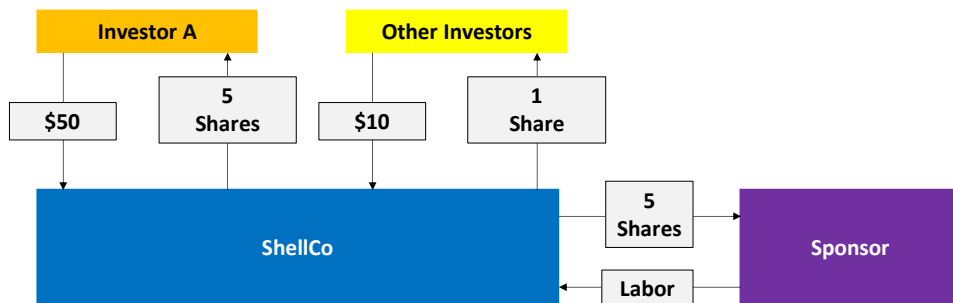 Investor A
Other Investors
$50
5
Shares
$10
1
Share
ShellCo
5
Shares
Labor
Sponsor